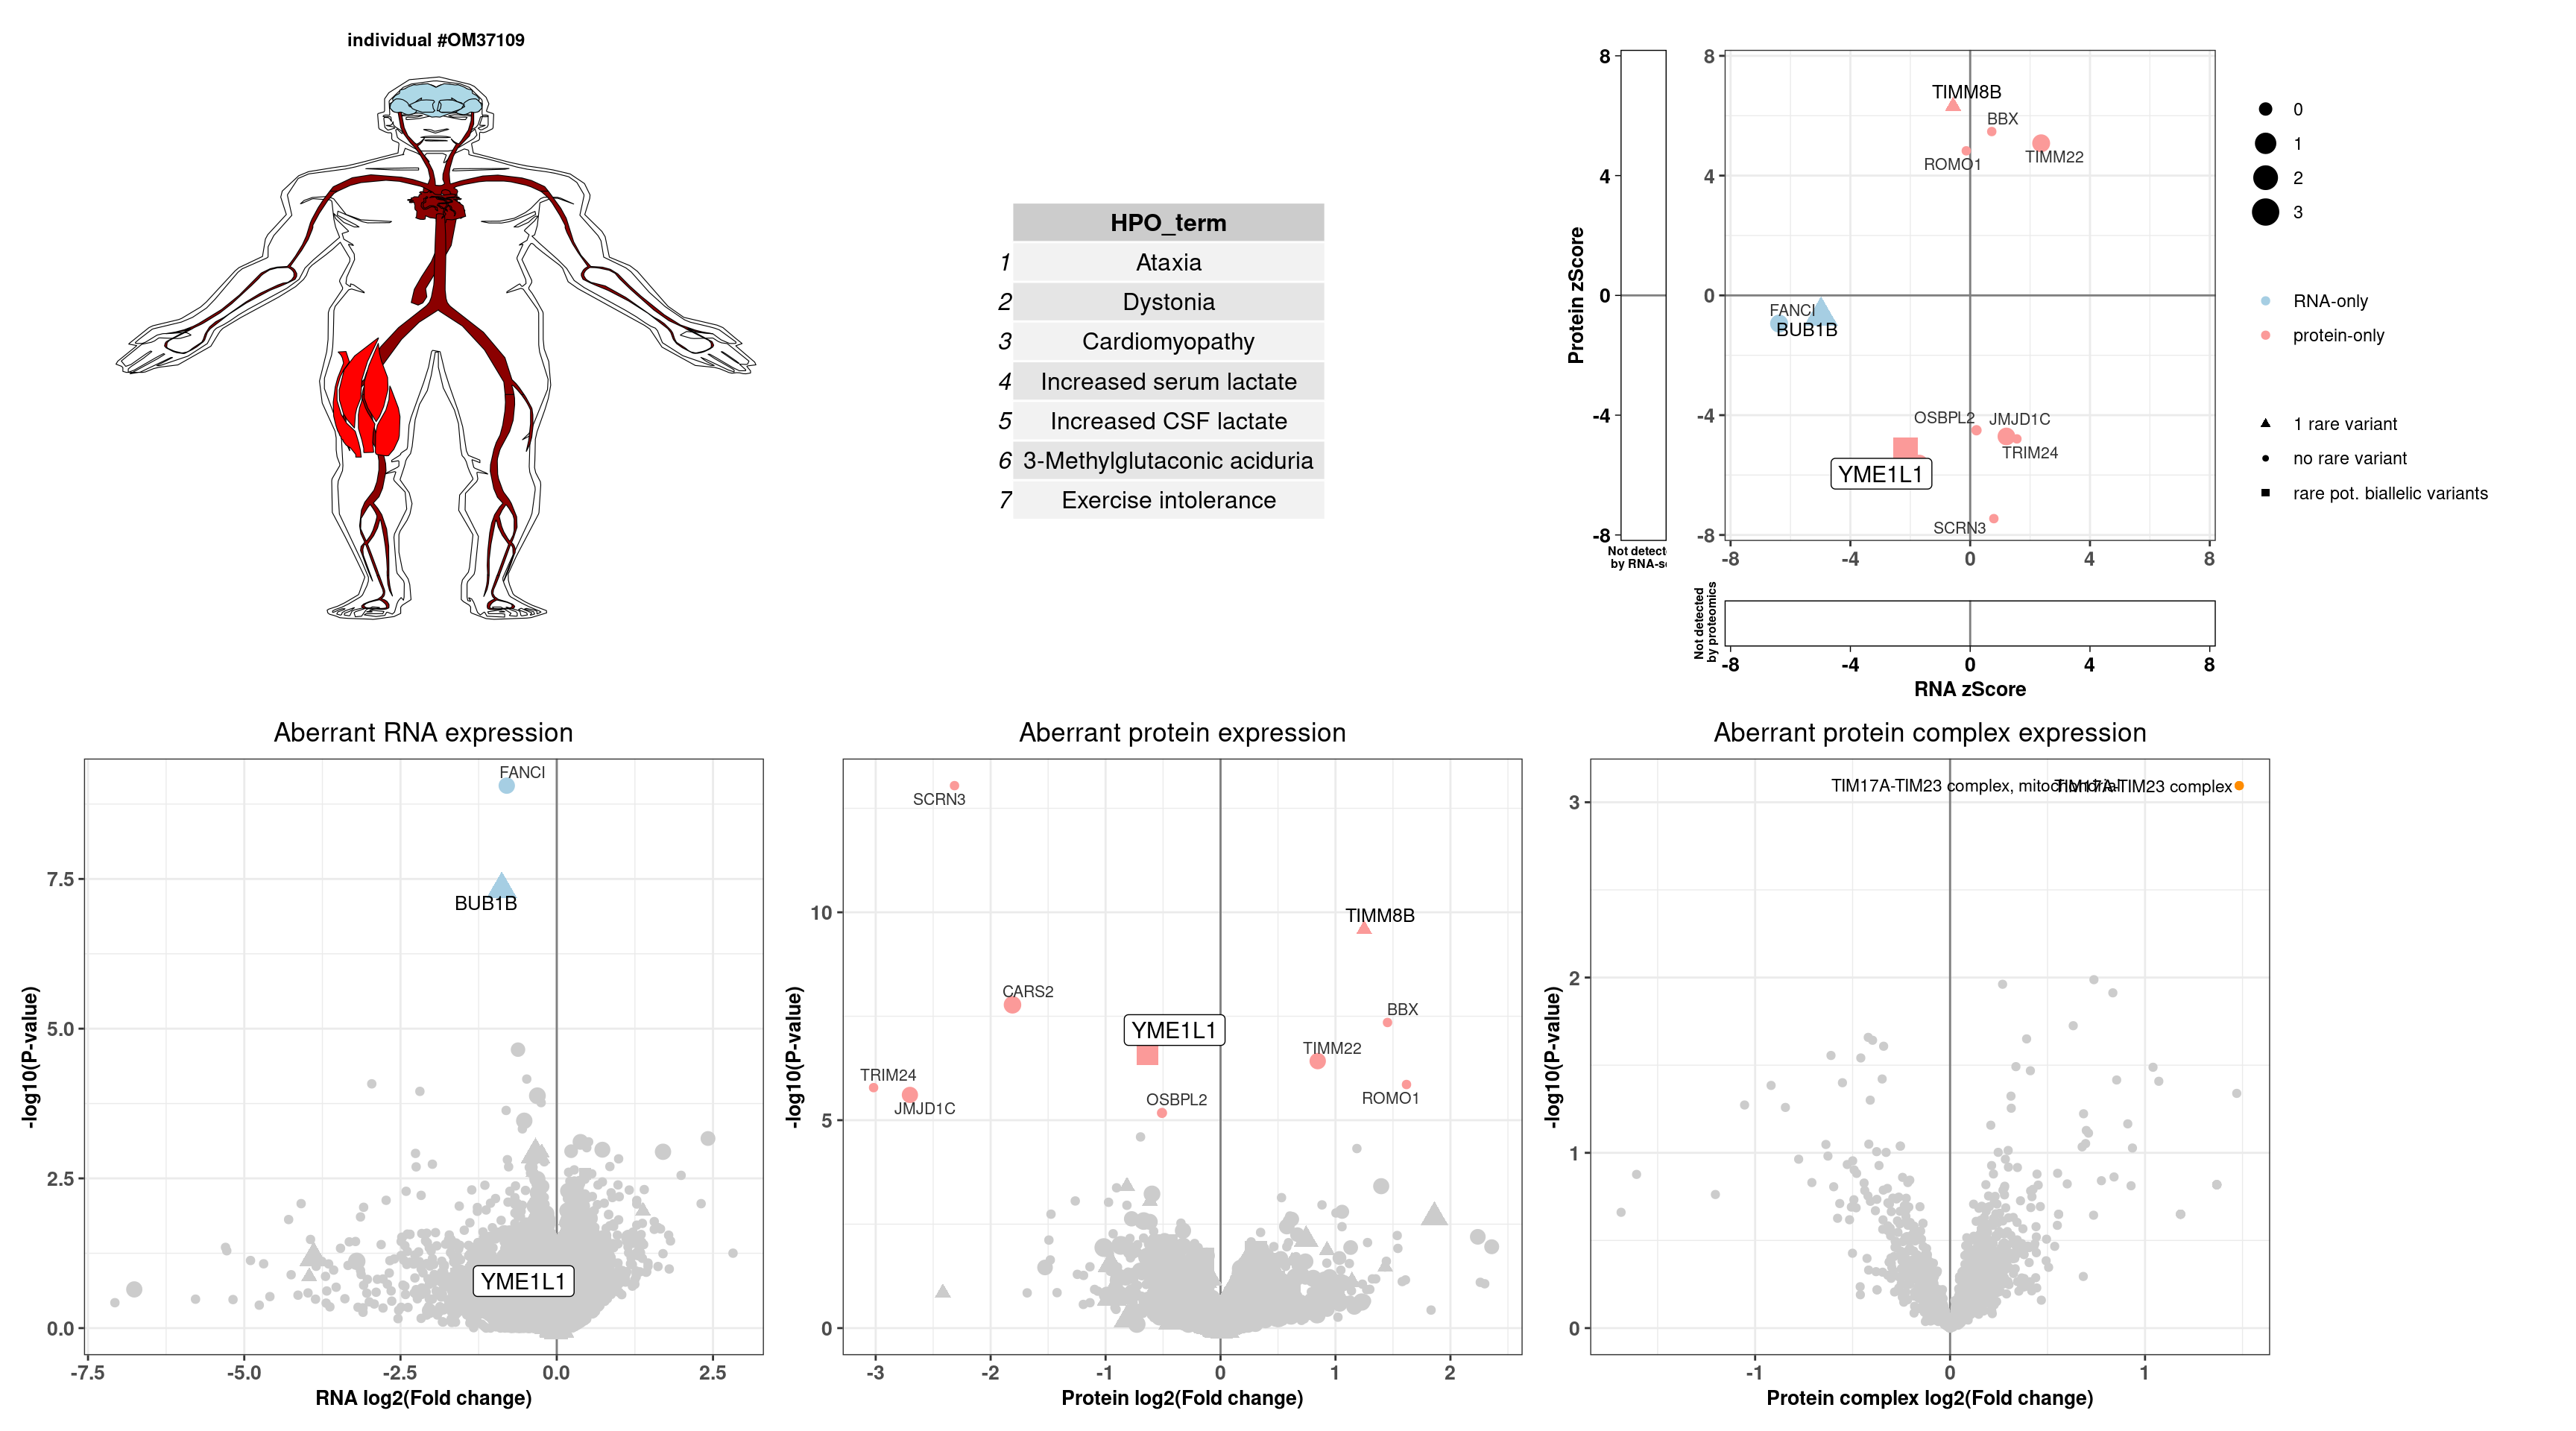 individual #OM37109
HPO_term
1 Ataxia
2 Dystonia
3 Cardiomyopathy
4 Increased serum lactate
5 Increased CSF lactate
6 3-Methylglutaconic aciduria
7 Exercise intolerance
Protein zScore
8
4
0
-4
-8
Not detect
by RNA-s
8
4
0
-4
-8
TIMM8B
BBX
ROMO1
TIMM22
FANCI
BUB1B
OSBPL2
JMJD1C
TRIM24
YME1L1
SCRN3
-8 -4 0 4 8
Not detected
by proteomics
-8 -4 0 4 8
RNA zScore
0
1
2
3
RNA-only
protein-only
1 rare variant
no rare variant
rare pot. biallelic variants
Aberrant RNA expression
-log10(P-value)
7.5
5.0
2.5
0.0
FANCI
BUB1B
YME1L1
-7.5 -5.0 -2.5 0.0 2.5
RNA log2(Fold change)
Aberrant protein expression
-log10(P-value)
10
5
0
SCRN3
TIMM8B
CARS2
BBX
YME1L1
TIMM22
TRIM24
JMJD1C
OSBPL2
ROMO1
-3 -2 -1 0 1 2
Protein log2(Fold change)
Aberrant protein complex expression
-log10(P-value)
3
2
1
0
TIM17A-TIM23 complex, mitochondrial
TIM17A-TIM23 complex
-1 0 1
Protein complex log2(Fold change)